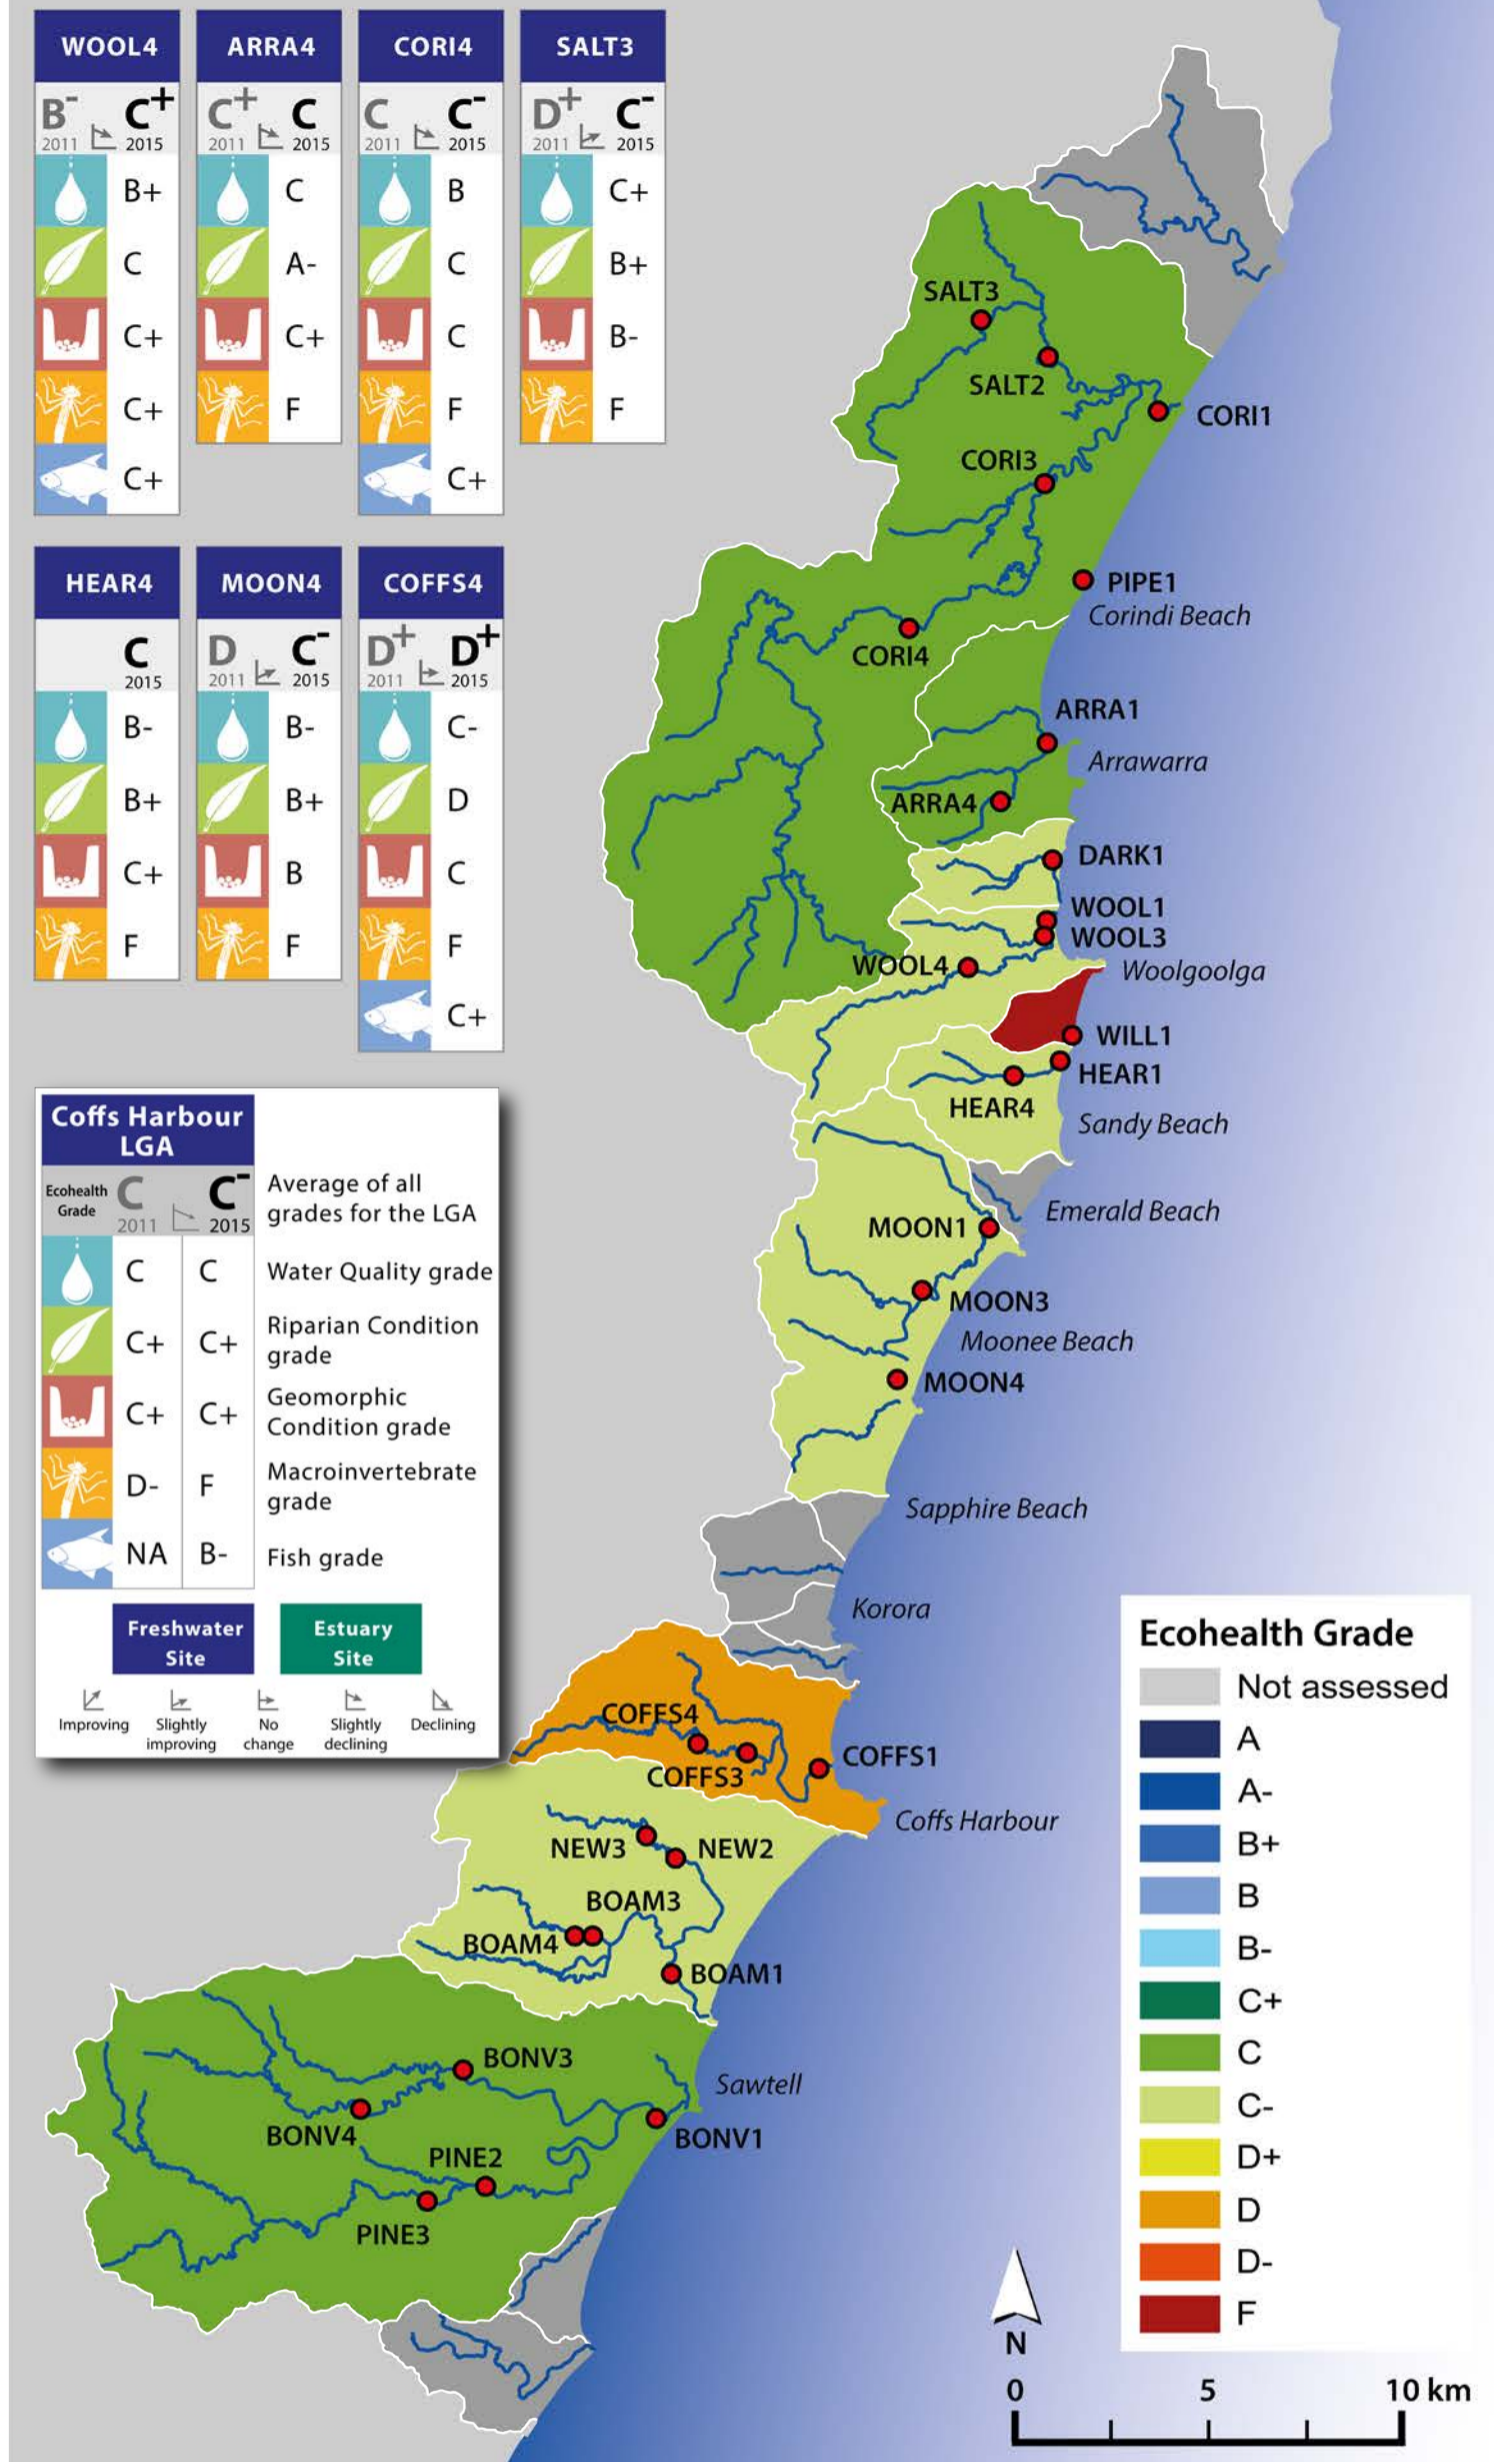 WOOL4
B- C+
2011 2015
B+
C
C+
C+
C+
ARRA4
C+ C
2011 2015
C
A-
C+
F
CORI4
C C-
2011 2015
B
C
C
F
C+
SALT3
D+ C-
2011 2015
C+
B+
B-
F
HEAR4
C
2015
B-
B+
C+
F
MOON4
D C-
2011 2015
B-
B+
B
F
COFFS4
D+ D+
2011 2015
C-
D
C
F
C+
Coffs Harbour
LGA
Ecohealth
Grade
C C-
2011 2015
Average of all
grades for the LGA
C C Water Quality grade
C+ C+ Riparian Condition
grade
C+ C+ Geomorphic
Condition grade
D- F Macroinvertebrate
grade
NA B- Fish grade
Freshwater
Site
Estuary
Site
Improving
Slightly
improving
No
change
Slightly
declining
Declining
SALT3
SALT2
CORI1
CORI3
PIPE1
Corindi Beach
CORI4
ARRA1
Arrawarra
ARRA4
DARK1
WOOL1
WOOL3
WOOL4
Woolgoolga
WILL1
HEAR1
HEAR4
Sandy Beach
Emerald Beach
MOON1
MOON3
Moonee Beach
MOON4
Sapphire Beach
Korora
COFFS4
COFFS3
COFFS1
Coffs Harbour
NEW3
NEW2
BOAM3
BOAM4
BOAM1
BONV3
Sawtell
BONV4
BONV1
PINE2
PINE3
Ecohealth Grade
Not assessed
A
A-
B+
B
B-
C+
C
C-
D+
D
D-
F
N
0 5 10 km